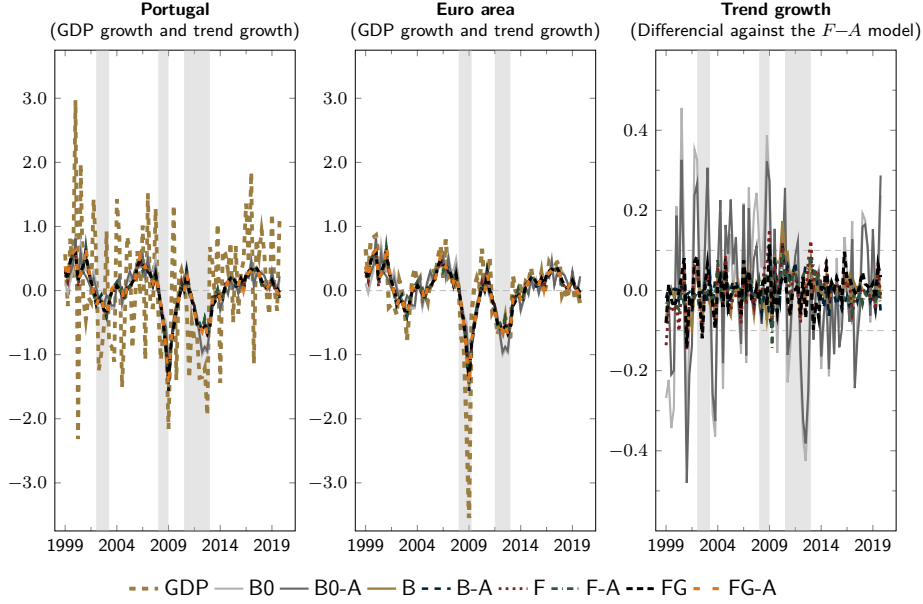 Portugal
(GDP growth and trend growth)
Euro area
(GDP growth and trend growth)
Trend growth
(Differencial against the F–A model)
3.0
2.0
1.0
0.0
−1.0
−2.0
−3.0
1999 2004 2009 2014 2019
3.0
2.0
1.0
0.0
−1.0
−2.0
−3.0
1999 2004 2009 2014 2019
0.4
0.2
0.0
−0.2
−0.4
1999 2004 2009 2014 2019
GDP B0 B0-A B B-A F F-A FG FG-A